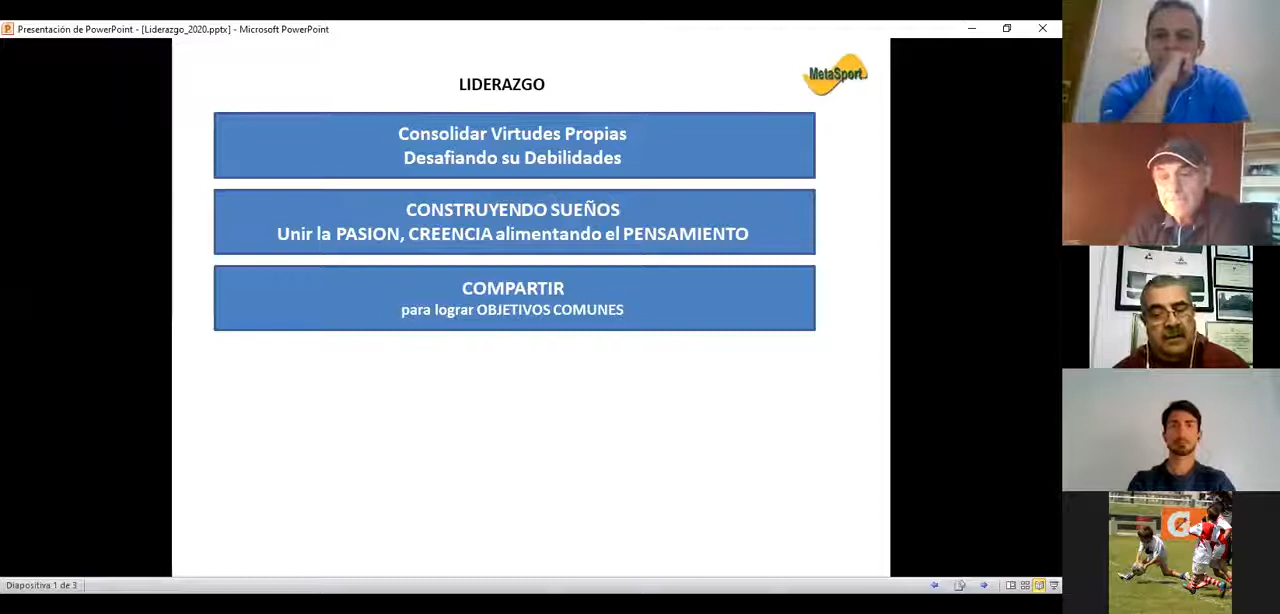 Presentación de PowerPoint - [Liderazgo_2020.pptx] - Microsoft PowerPoint
MetaSport
LIDERAZGO
Consolidar Virtudes Propias
Desafiando su Debilidades
CONSTRUYENDO SUEÑOS
Unir la PASION, CREENCIA alimentando el PENSAMIENTO
COMPARTIR
para lograr OBJETIVOS COMUNES
G
Diapositiva 1 de 3